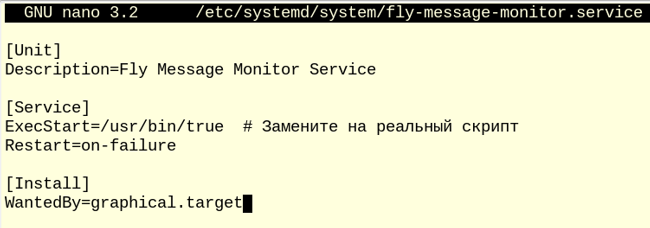 GNU nano 3.2 /etc/systemd/system/fly-message-monitor.service
[Unit]
Description=Fly Message Monitor Service
[Service]
ExecStart=/usr/bin/true # Замените на реальный скрипт
Restart=on-failure
[Install]
WantedBy=graphical.target